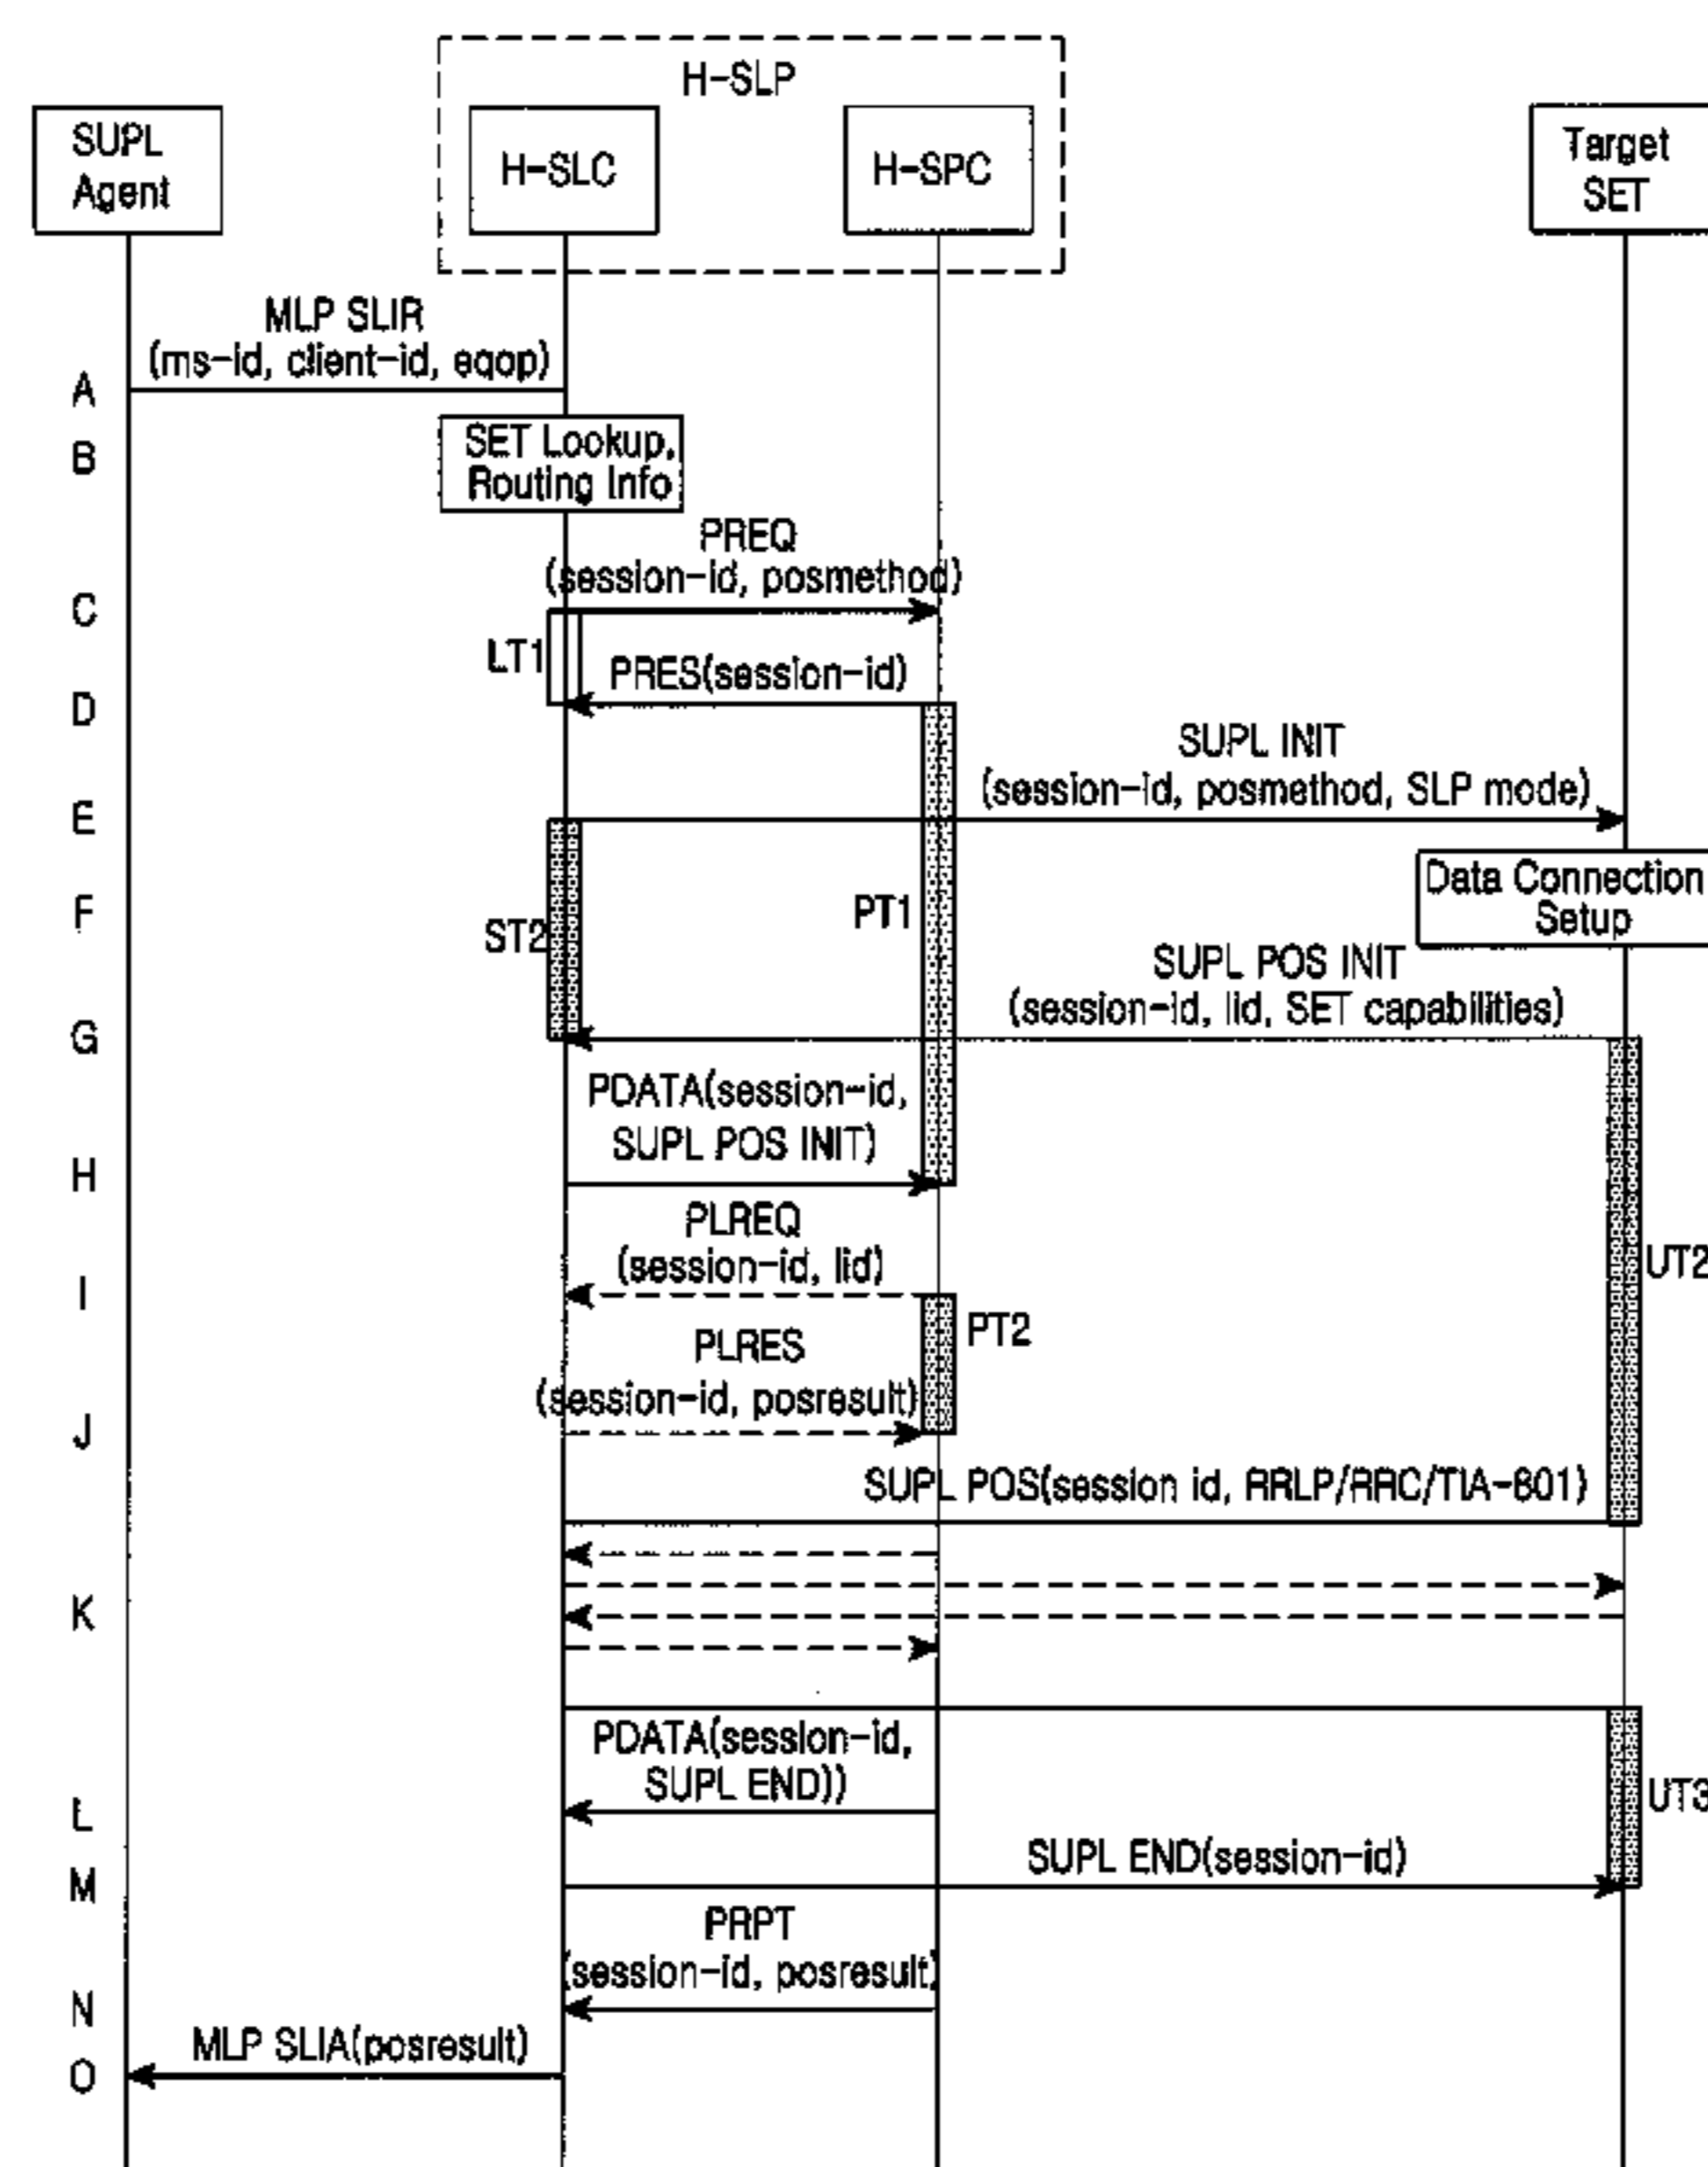 H-SLP
SUPL
Agent
H-SLC
H-SPC
Target
SET
MLP SLIR
(ms-id, client-id, eqop)
A
B
SET Lookup,
Routing Info
PREQ
(session-id, posmethod)
C
LT1
PRES(session-id)
D
SUPL INIT
(session-id, posmethod, SLP mode)
E
Data Connection
Setup
F
ST2
PT1
SUPL POS INIT
(session-id, lid, SET capabilities)
G
PDATA(session-id,
SUPL POS INIT)
H
PLREQ
(session-id, lid)
UT2
I
PT2
PLRES
(session-id, posresult)
J
SUPL POS(session id, RRLP/RRC/TIA-801)
K
PDATA(session-id,
SUPL END))
UT3
L
SUPL END(session-id)
M
PRPT
(session-id, posresult)
N
MLP SLIA(posresult)
O